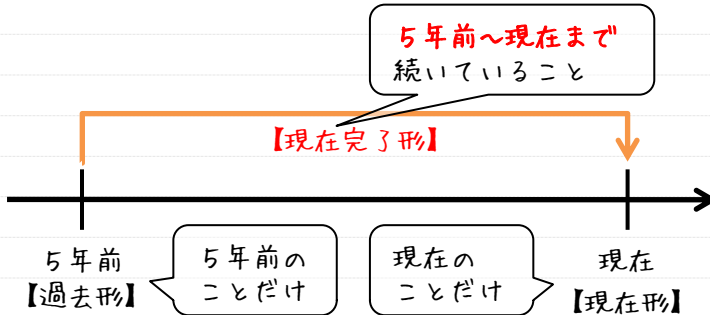 5年前~現在まで
続いていること
【現在完了形】
5年前
【過去形】
5年前の
ことだけ
現在の
ことだけ
現在
【現在形】